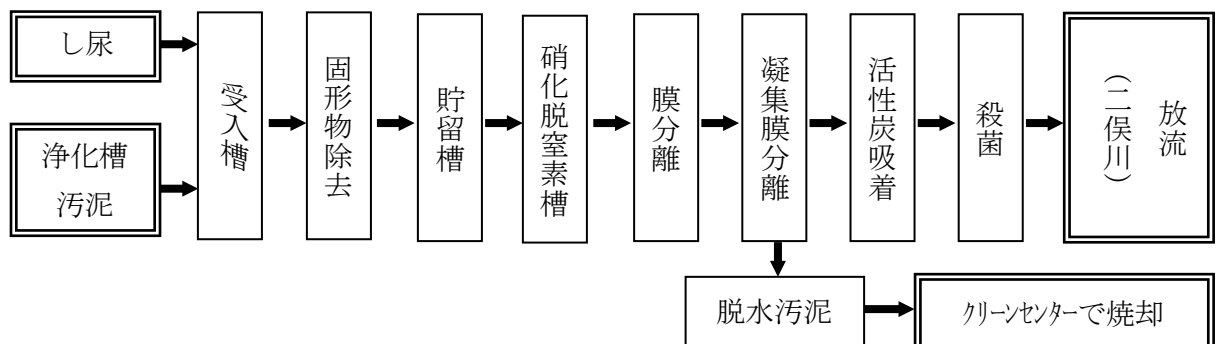 し尿
浄化槽
汚泥
受入槽
固形物除去
貯留槽
硝化脱窒素槽
膜分離
凝集膜分離
活性炭吸着
殺菌
放流
（二俣川）
脱水汚泥
クリーンセンターで焼却